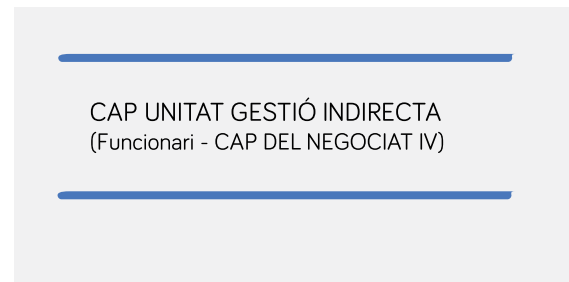 CAP UNITAT GESTIÓ INDIRECTA
(Funcionari - CAP DEL NEGOCIAT IV)